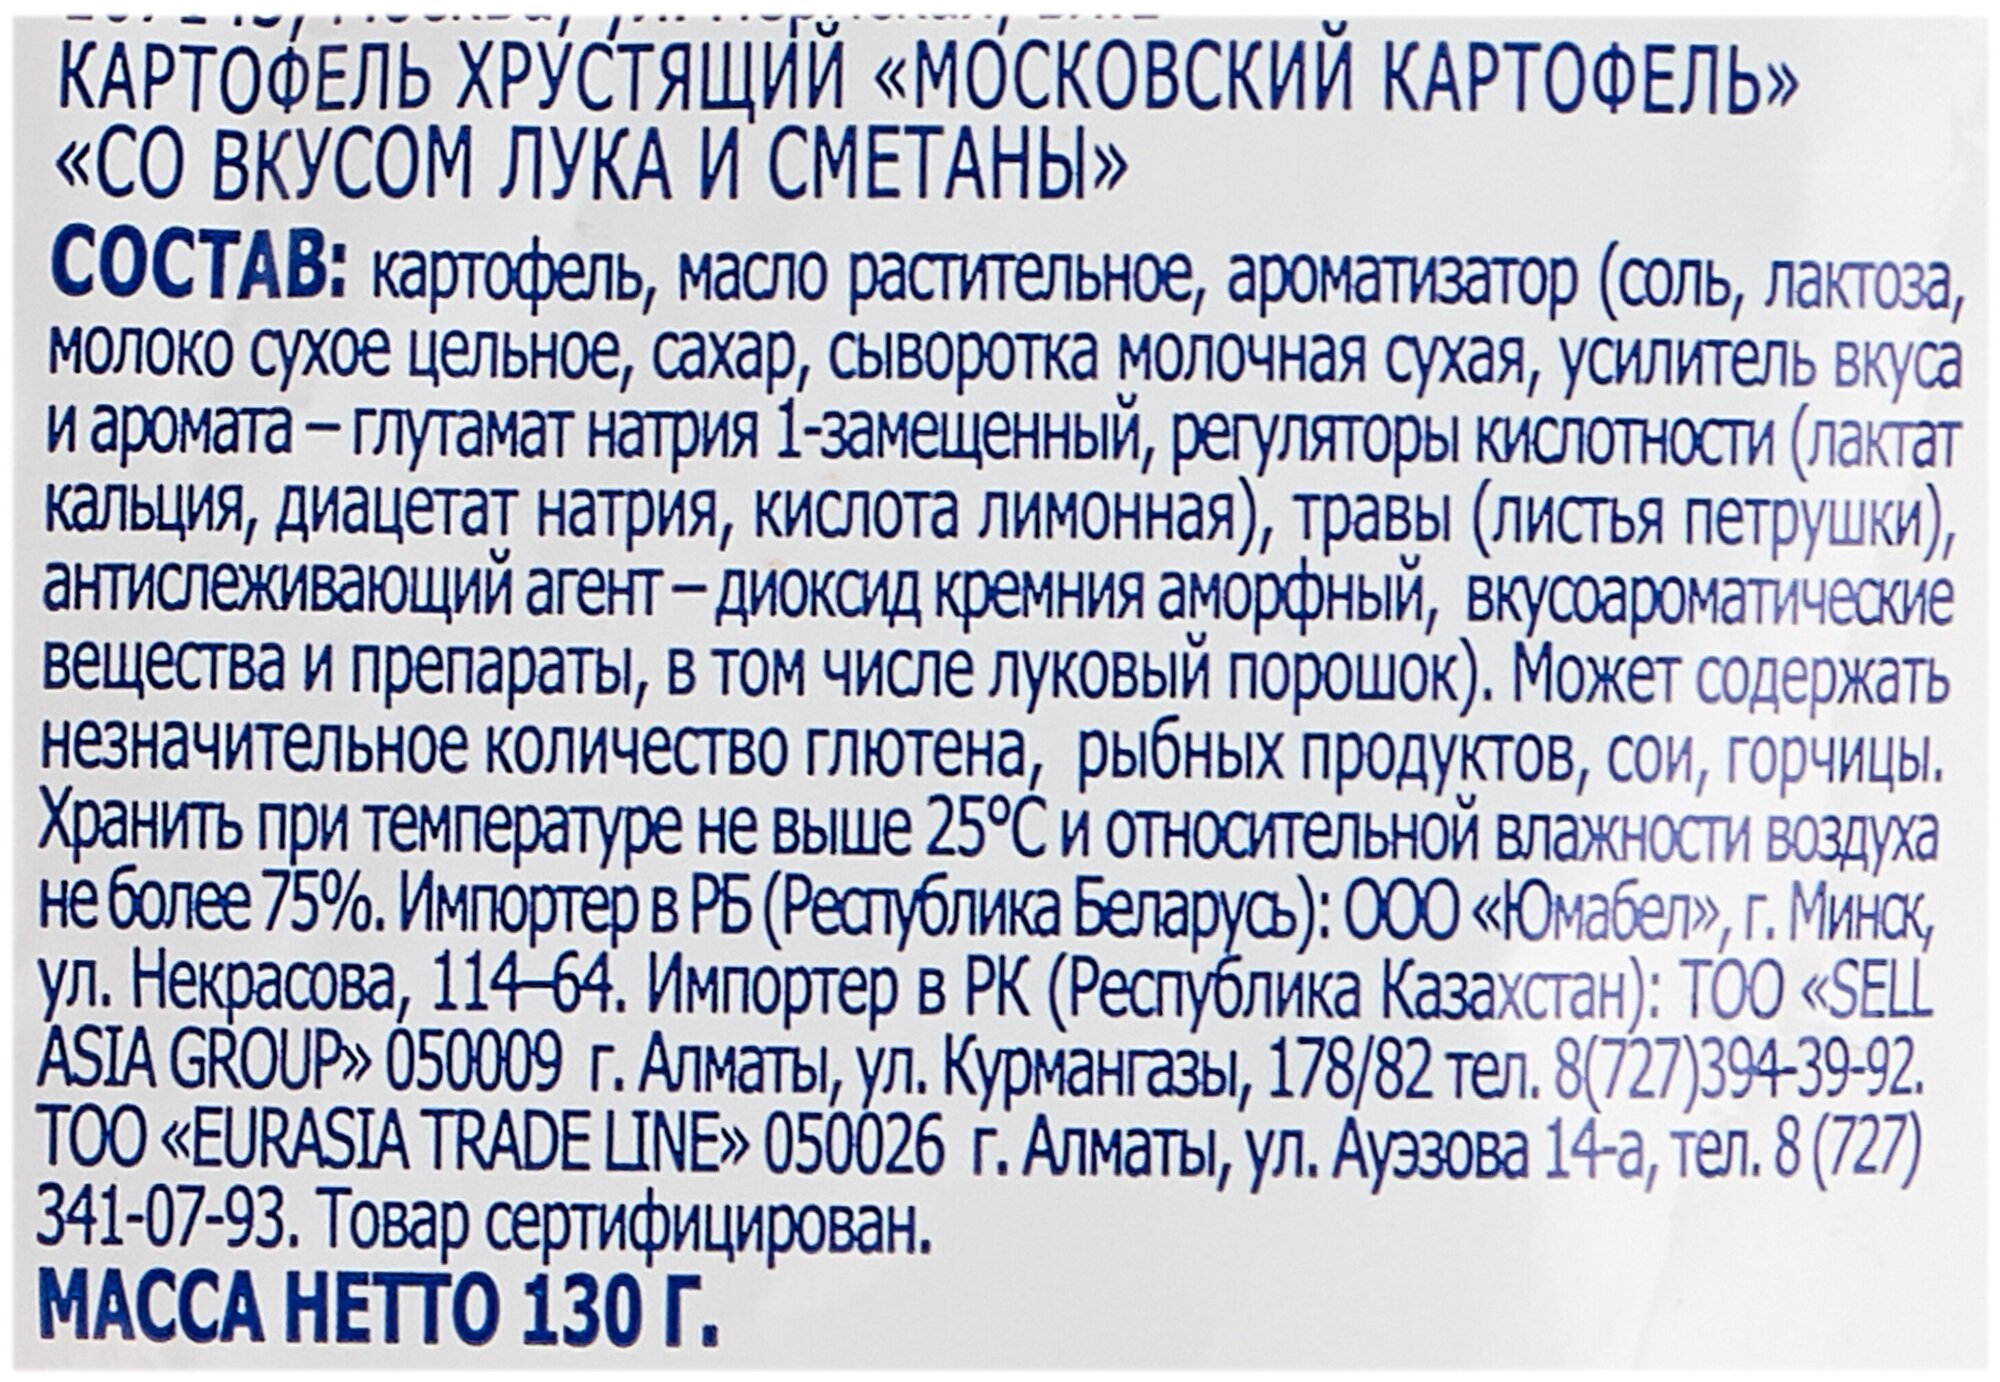 КАРТОФЕЛЬ ХРУСТЯЩИЙ «МОСКОВСКИЙ КАРТОФЕЛЬ»
«СО ВКУСОМ ЛУКА И СМЕТАНЫ»
СОСТАВ: картофель, масло растительное, ароматизатор (соль, лактоза,
молоко сухое цельное, сахар, сыворотка молочная сухая, усилитель вкуса
и аромата – глутамат натрия 1-замещенный, регуляторы кислотности (лактат
кальция, диацетат натрия, кислота лимонная), травы (листья петрушки),
антислеживающий агент – диоксид кремния аморфный, вкусоароматические
вещества и препараты, в том числе луковый порошок). Может содержать
незначительное количество глютена, рыбных продуктов, сои, горчицы.
Хранить при температуре не выше 25°С и относительной влажности воздуха
не более 75%. Импортер в РБ (Республика Беларусь): ООО «Юмабел», г. Минск,
ул. Некрасова, 114–64. Импортер в РК (Республика Казахстан): ТОО «SELL
ASIA GROUP» 050009 г. Алматы, ул. Курмангазы, 178/82 тел. 8(727)394-39-92.
ТОО «EURASIA TRADE LINE» 050026 г. Алматы, ул. Ауэзова 14-а, тел. 8 (727)
341-07-93. Товар сертифицирован.
МАССА НЕТТО 130 Г.